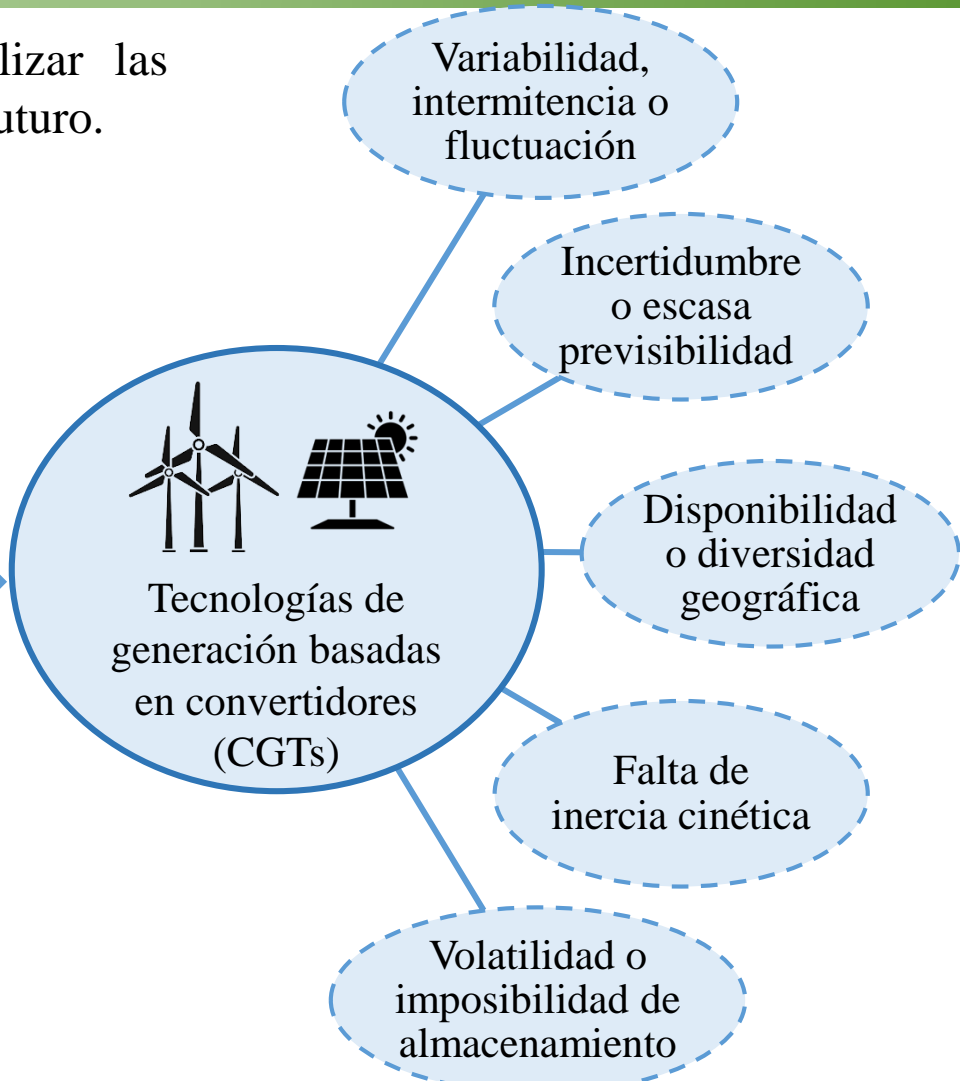 lizar las
uturo.
Variabilidad,
intermitencia o
fluctuación
Incertidumbre
o escasa
previsibilidad
Disponibilidad
o diversidad
geográfica
Tecnologías de
generación basadas
en convertidores
(CGTs)
Falta de
inercia cinética
Volatilidad o
imposibilidad de
almacenamiento